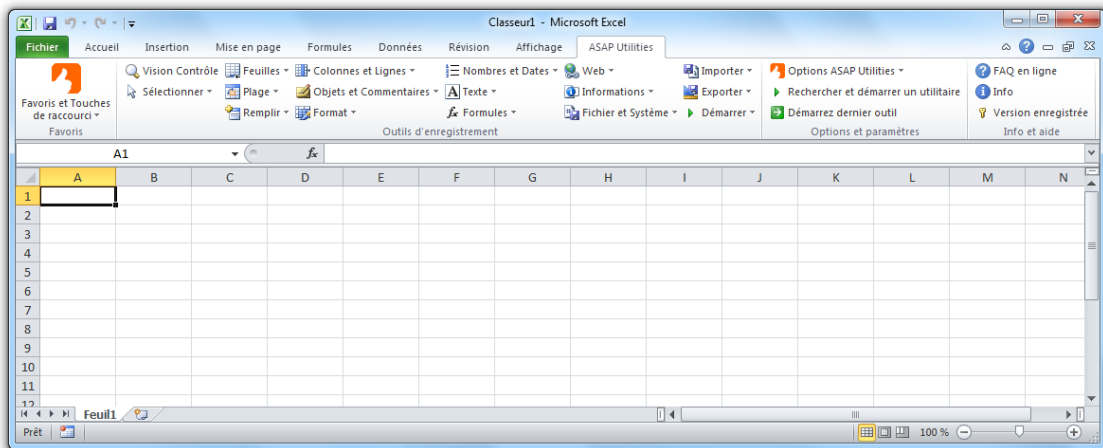 Classeur1 - Microsoft Excel
Fichier Accueil Insertion Mise en page Formules Données Révision Affichage ASAP Utilities
Vision Contrôle Feuilles Colonnes et Lignes Nombres et Dates Web Importer Options ASAP Utilities FAQ en ligne
Sélectionner Plage Objets et Commentaires Texte Informations Exporter Rechercher et démarrer un utilitaire Info
Favoris et Touches de raccourci Remplir Format Formules Fichier et Système Démarrer Démarrez dernier outil Version enregistrée
Favoris Outils d'enregistrement Options et paramètres Info et aide
A1 fx
A B C D E F G H I J K L M N
1
2
3
4
5
6
7
8
9
10
11
12
Feuil1
Prêt 100 %